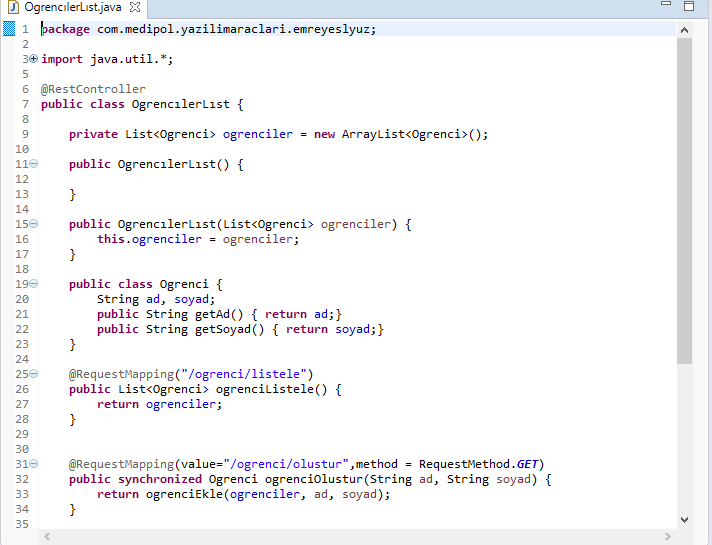 OgrencılerLıst.java
1 package com.medipol.yazilimaraclari.emreyeslyuz;
2
3 import java.util.*;
5
6 @RestController
7 public class OgrencılerLıst {
8
9 private List<Ogrenci> ogrenciler = new ArrayList<Ogrenci>();
10
11 public OgrencılerLıst() {
12
13 }
14
15 public OgrencılerLıst(List<Ogrenci> ogrenciler) {
16 this.ogrenciler = ogrenciler;
17 }
18
19 public class Ogrenci {
20 String ad, soyad;
21 public String getAd() { return ad;}
22 public String getSoyad() { return soyad;}
23 }
24
25 @RequestMapping("/ogrenci/listele")
26 public List<Ogrenci> ogrenciListele() {
27 return ogrenciler;
28 }
29
30
31 @RequestMapping(value="/ogrenci/olustur",method = RequestMethod.GET)
32 public synchronized Ogrenci ogrenciOlustur(String ad, String soyad) {
33 return ogrenciEkle(ogrenciler, ad, soyad);
34 }
35